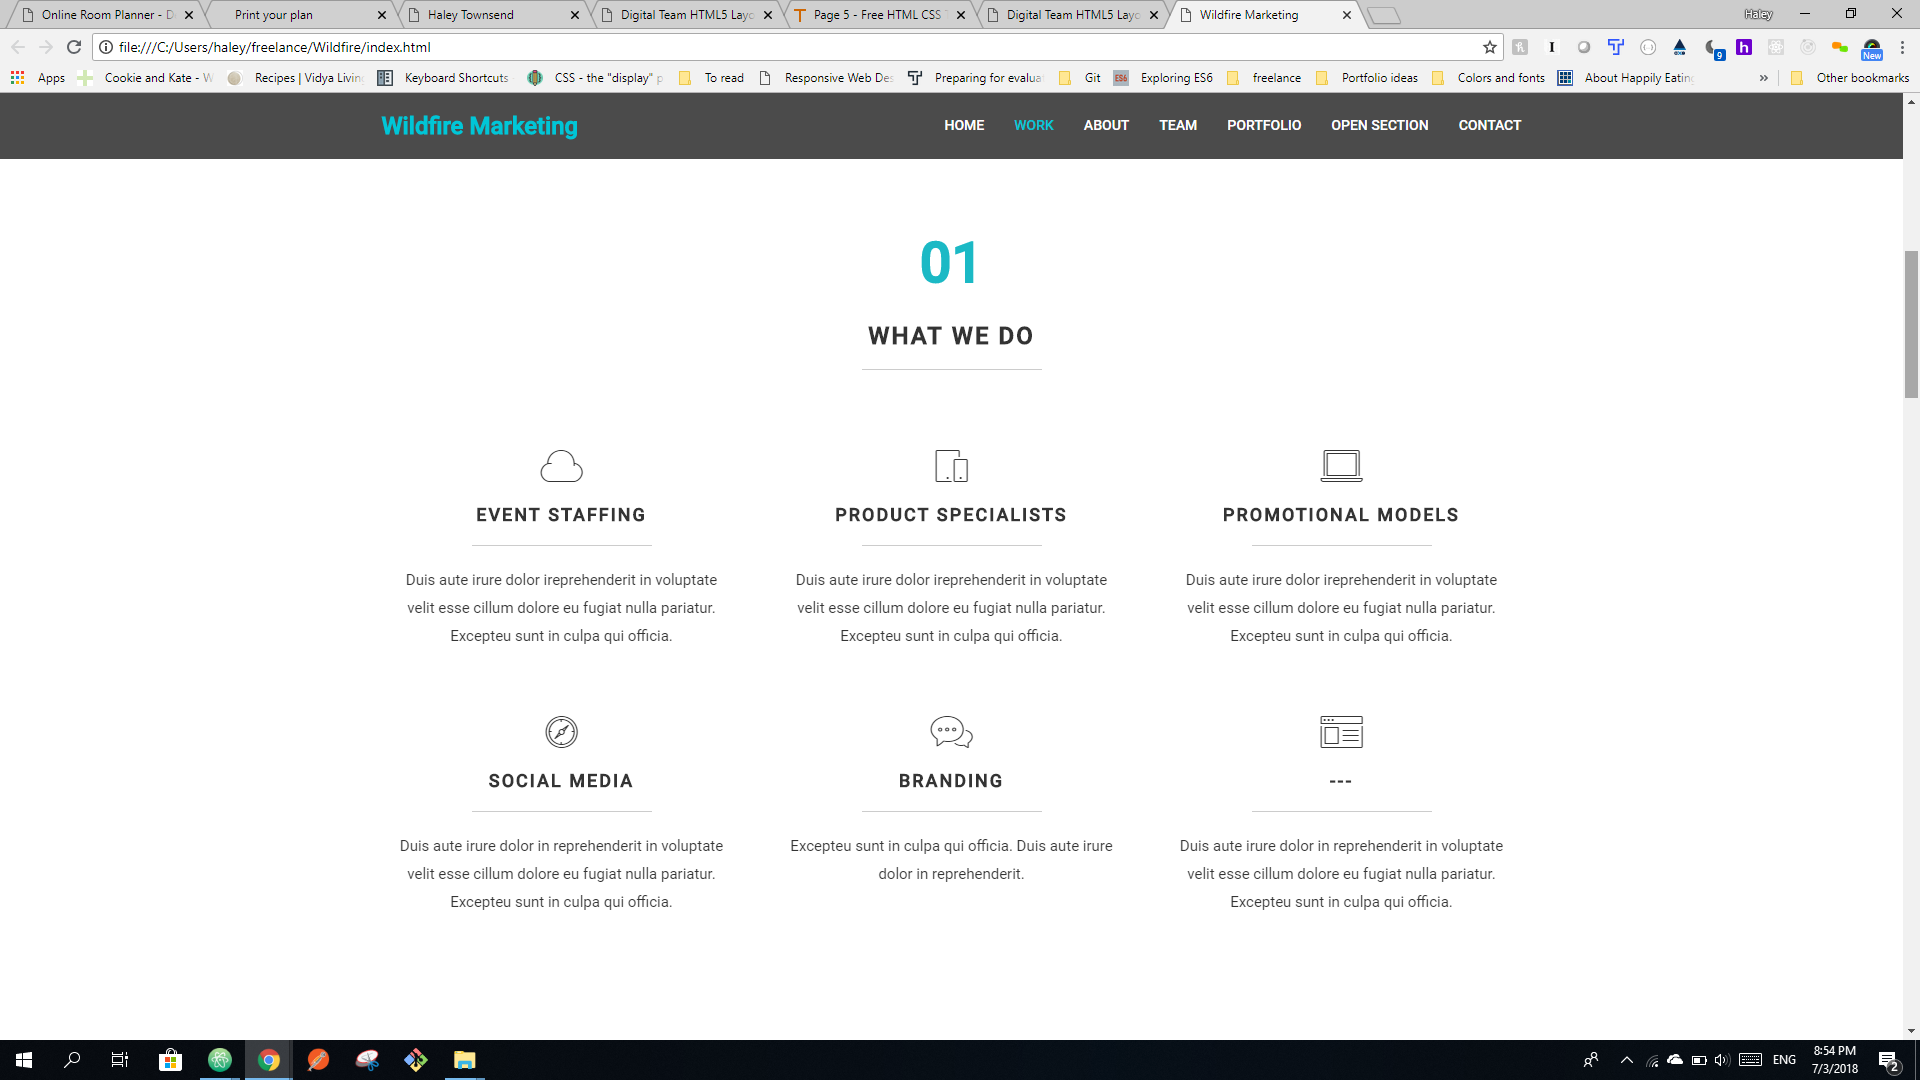 Online Room Planner - D
Print your plan
Haley Townsend
Digital Team HTML5 Layo
Page 5 - Free HTML CSS T
Digital Team HTML5 Layo
Wildfire Marketing
Haley
file:///C:/Users/haley/freelance/Wildfire/index.html
9
New
Apps
Cookie and Kate - W
Recipes | Vidya Livin
Keyboard Shortcuts
CSS - the "display" p
To read
Responsive Web Des
Preparing for evalua
Git
ES6
Exploring ES6
freelance
Portfolio ideas
Colors and fonts
About Happily Eatin
»
Other bookmarks
Wildfire Marketing
HOME WORK ABOUT TEAM PORTFOLIO OPEN SECTION CONTACT
01
WHAT WE DO
EVENT STAFFING
Duis aute irure dolor ireprehenderit in voluptate
velit esse cillum dolore eu fugiat nulla pariatur.
Excepteu sunt in culpa qui officia.
PRODUCT SPECIALISTS
Duis aute irure dolor ireprehenderit in voluptate
velit esse cillum dolore eu fugiat nulla pariatur.
Excepteu sunt in culpa qui officia.
PROMOTIONAL MODELS
Duis aute irure dolor ireprehenderit in voluptate
velit esse cillum dolore eu fugiat nulla pariatur.
Excepteu sunt in culpa qui officia.
SOCIAL MEDIA
Duis aute irure dolor in reprehenderit in voluptate
velit esse cillum dolore eu fugiat nulla pariatur.
Excepteu sunt in culpa qui officia.
BRANDING
Excepteu sunt in culpa qui officia. Duis aute irure
dolor in reprehenderit.
---
Duis aute irure dolor in reprehenderit in voluptate
velit esse cillum dolore eu fugiat nulla pariatur.
Excepteu sunt in culpa qui officia.
ENG
8:54 PM
7/3/2018
2